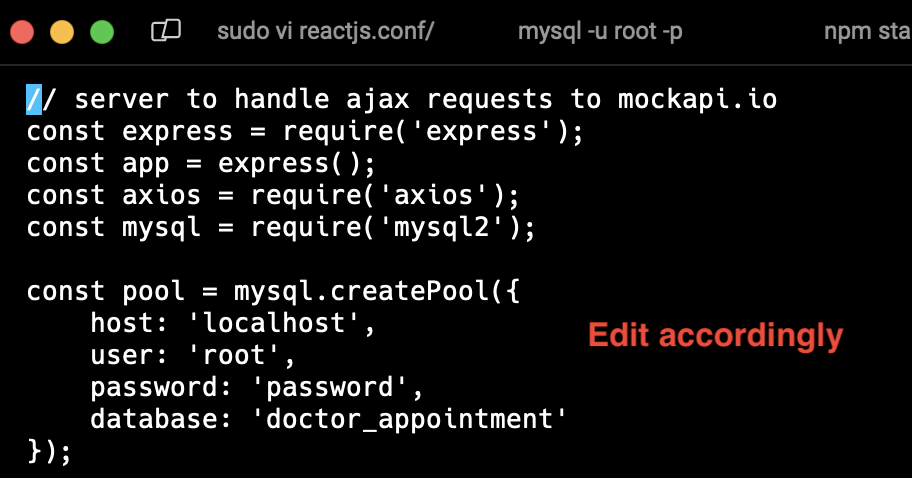 sudo vi reactjs.conf/ mysql -u root -p npm sta
// server to handle ajax requests to mockapi.io
const express = require('express');
const app = express();
const axios = require('axios');
const mysql = require('mysql2');
const pool = mysql.createPool({
    host: 'localhost',
    user: 'root',
    password: 'password',
    database: 'doctor_appointment'
});
Edit accordingly